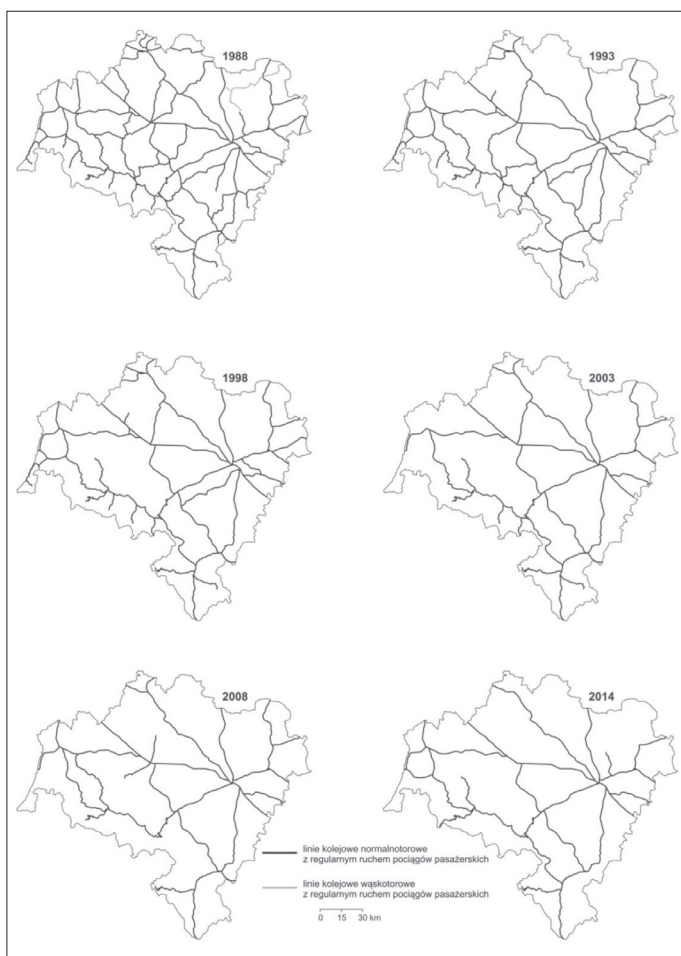 1988
1993
1998
2003
2008
2014
linie kolejowe normalnotorowe
z regularnym ruchem pociągów pasażerskich
linie kolejowe wąskotorowe
z regularnym ruchem pociągów pasażerskich
0 15 30 km